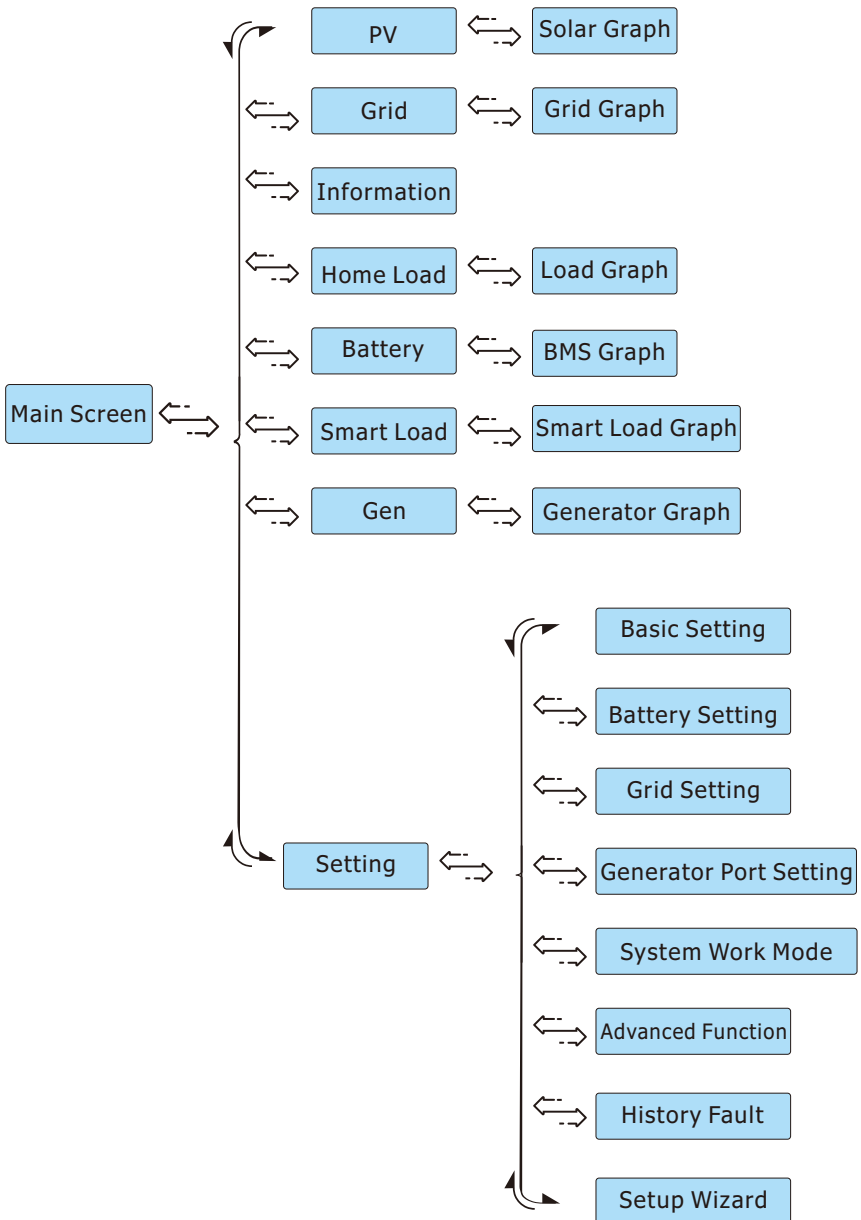 PV
Solar Graph
Grid
Grid Graph
Information
Home Load
Load Graph
Battery
BMS Graph
Main Screen
Smart Load
Smart Load Graph
Gen
Generator Graph
Setting
Basic Setting
Battery Setting
Grid Setting
Generator Port Setting
System Work Mode
Advanced Function
History Fault
Setup Wizard